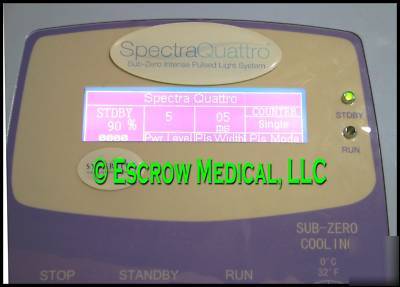 SpectraQuattro
Sub-Zero Intense Pulsed Light System
Spectra Quattro
STDBY 5 05 COUNTER
90 % ms Single
Pwr Level Pls Width Pls Mode
STDBY
RUN
© ESCROW MEDICAL, LLC
SUB-ZERO
COOLING
0°C
32°F
STOP STANDBY RUN